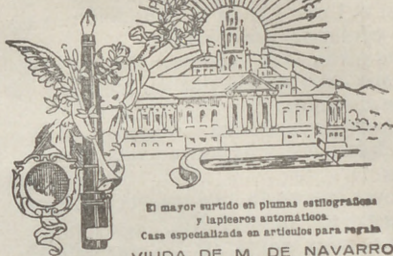 El mayor surtido en plumas estilográficas
y lapiceros automáticos.
Casa especializada en artículos para regalo
VIUDA DE M. DE NAVARRO